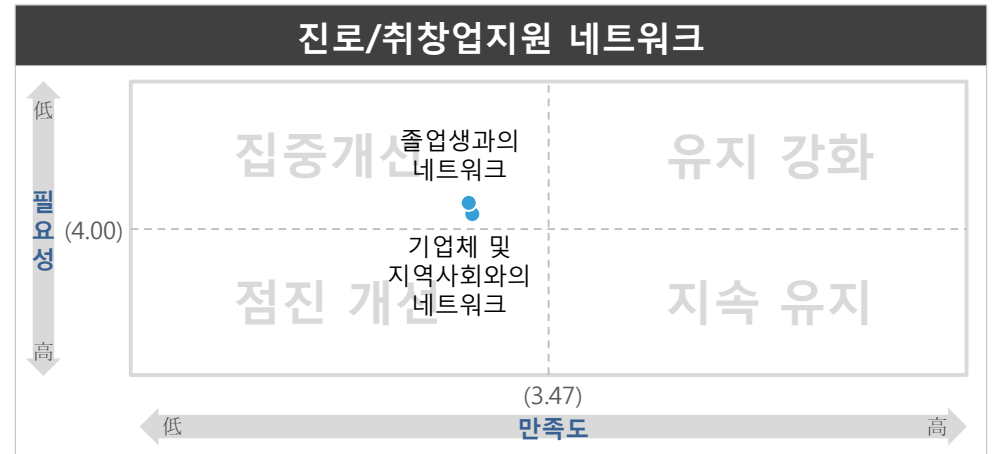 진로/취창업지원 네트워크
低
집중개선
유지 강화
졸업생과의
네트워크
필
요
성
(4.00)
기업체 및
지역사회와의
네트워크
점진 개선
지속 유지
高
(3.47)
低
만족도
高